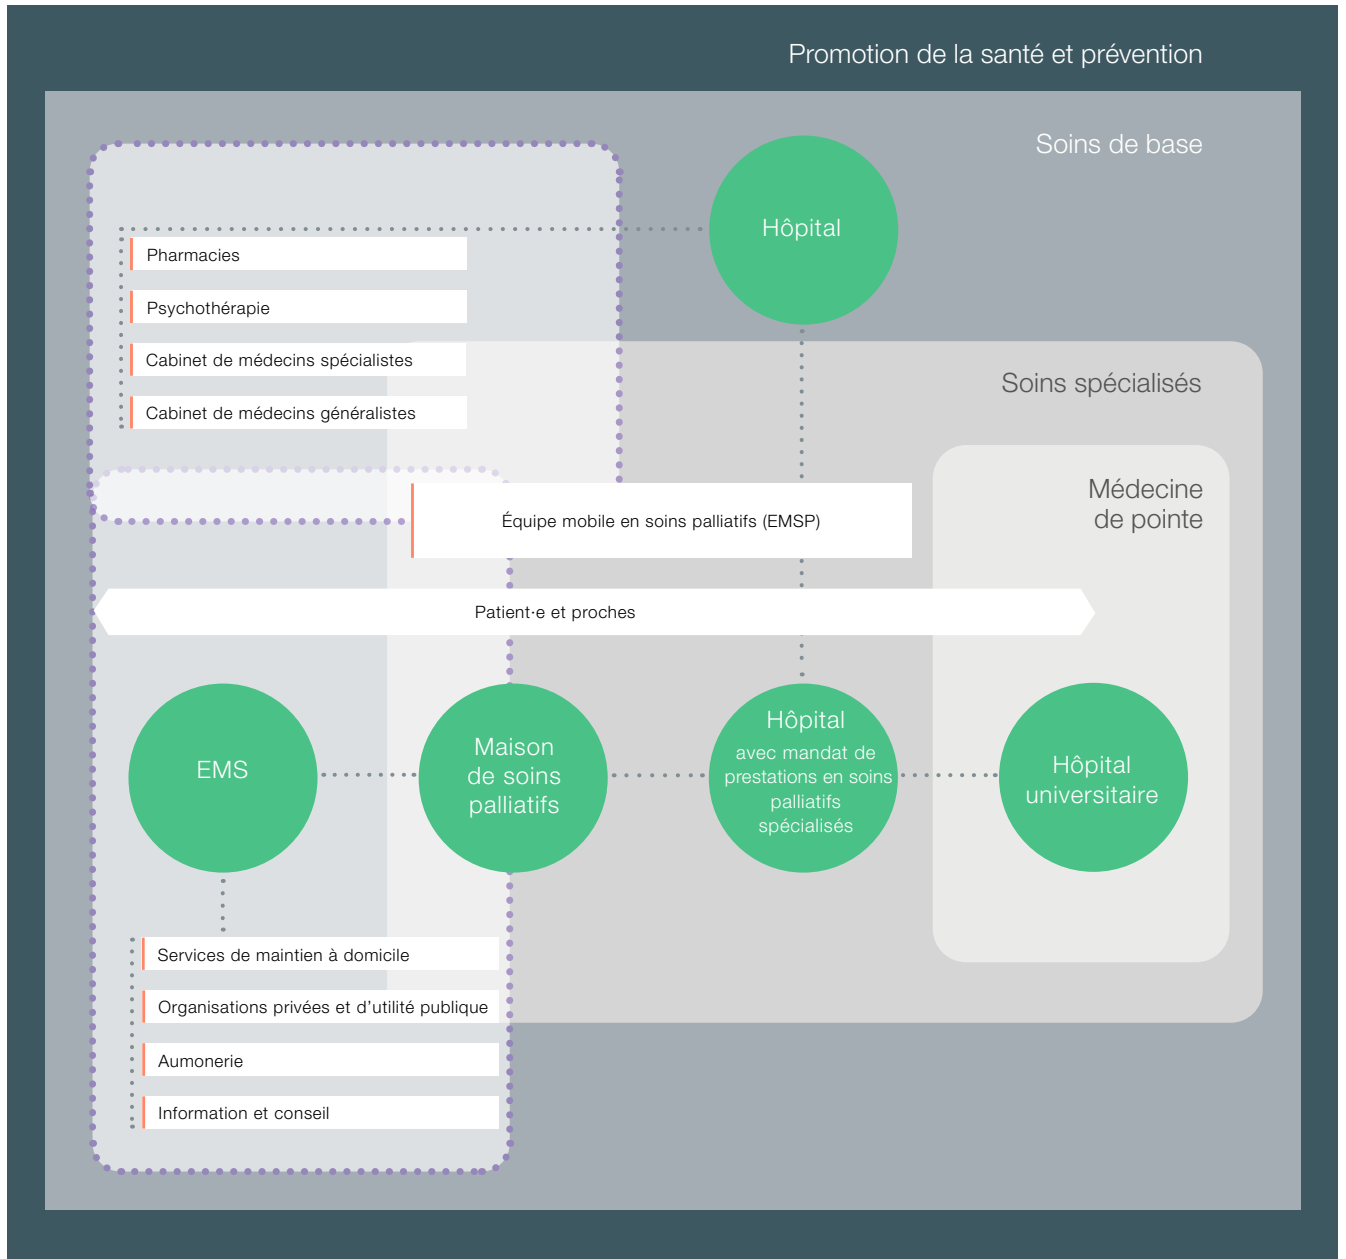 Promotion de la santé et prévention
Soins de base
Hôpital
Pharmacies
Psychothérapie
Cabinet de médecins spécialistes
Cabinet de médecins généralistes
Soins spécialisés
Médecine
de pointe
Équipe mobile en soins palliatifs (EMSP)
Patient·e et proches
EMS
Maison
de soins
palliatifs
Hôpital
avec mandat de
prestations en soins
palliatifs
spécialisés
Hôpital
universitaire
Services de maintien à domicile
Organisations privées et d'utilité publique
Aumonerie
Information et conseil